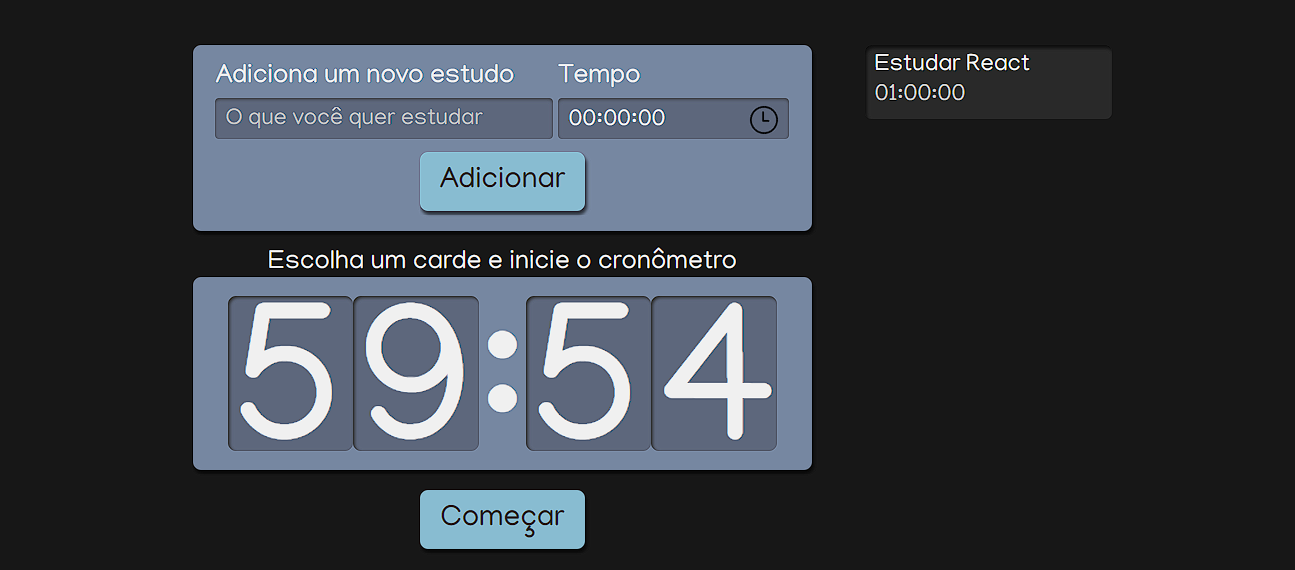 Adiciona um novo estudo
Tempo
O que você quer estudar
00:00:00
Adicionar
Escolha um carde e inicie o cronômetro
59:54
Começar
Estudar React
01:00:00